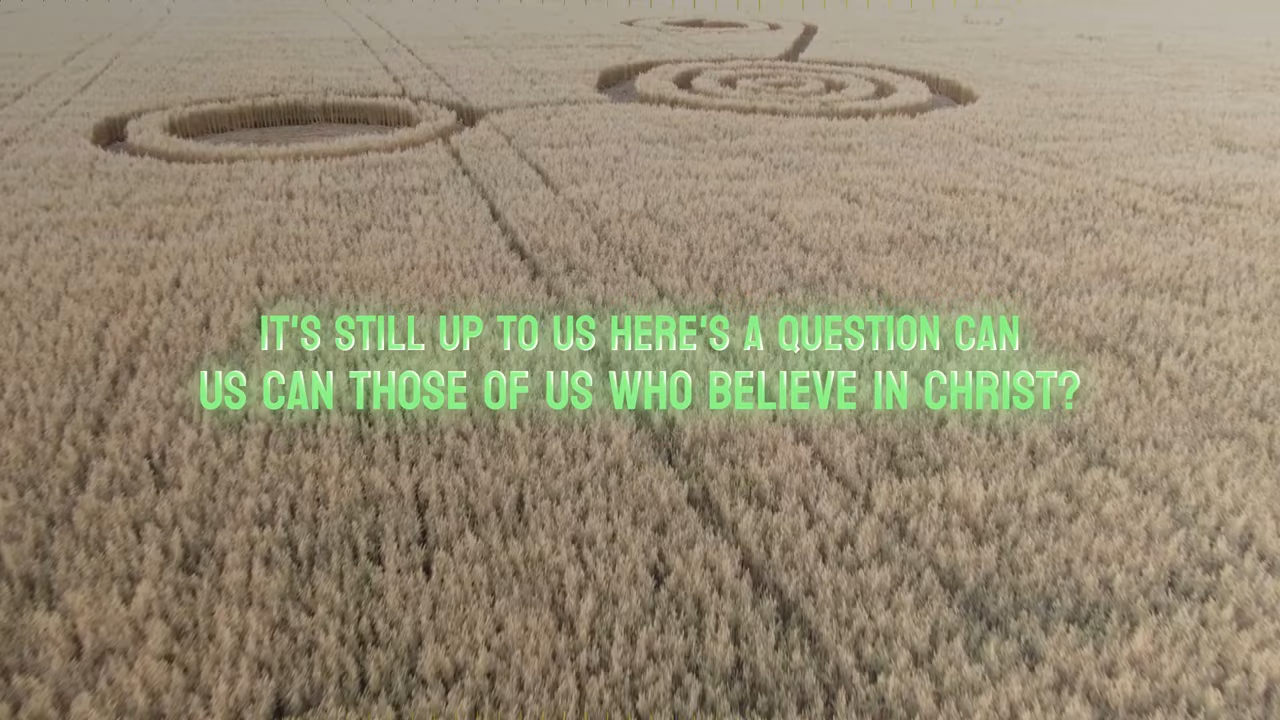 IT'S STILL UP TO US HERE'S A QUESTION CAN
US CAN THOSE OF US WHO BELIEVE IN CHRIST?